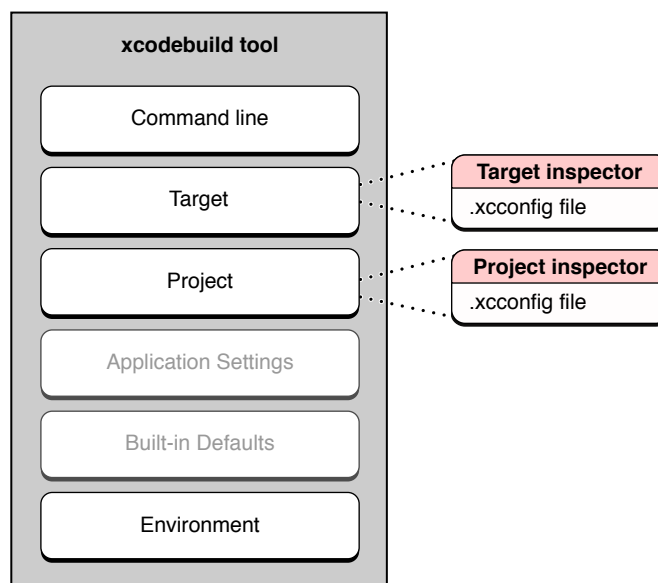 xcodebuild tool
Command line
Target
Target inspector
.xcconfig file
Project
Project inspector
.xcconfig file
Application Settings
Built-in Defaults
Environment